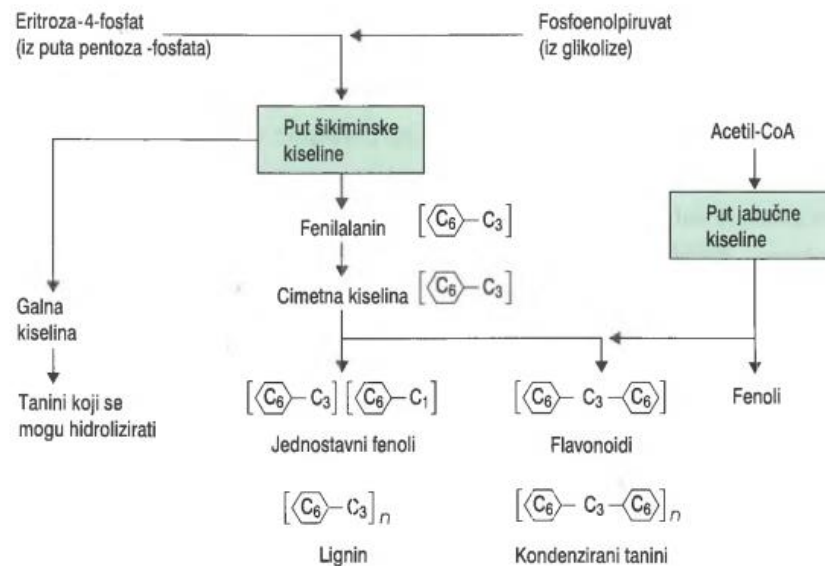 Eritroza-4-fosfat
(iz puta pentoza -fosfata)
Fosfoenolpiruvat
(iz glikolize)
Put šikiminske
kiseline
Acetil-CoA
Put jabučne
kiseline
Fenilalanin [C6 – C3]
Cimetna kiselina [C6 – C3]
Galna
kiselina
Tanini koji se
mogu hidrolizirati
[C6 – C3] [C6 – C1]
Jednostavni fenoli
[C6 – C3 – C6]
Flavonoidi
Fenoli
[C6 – C3]n
Lignin
[C6 – C3 – C6]n
Kondenzirani tanini